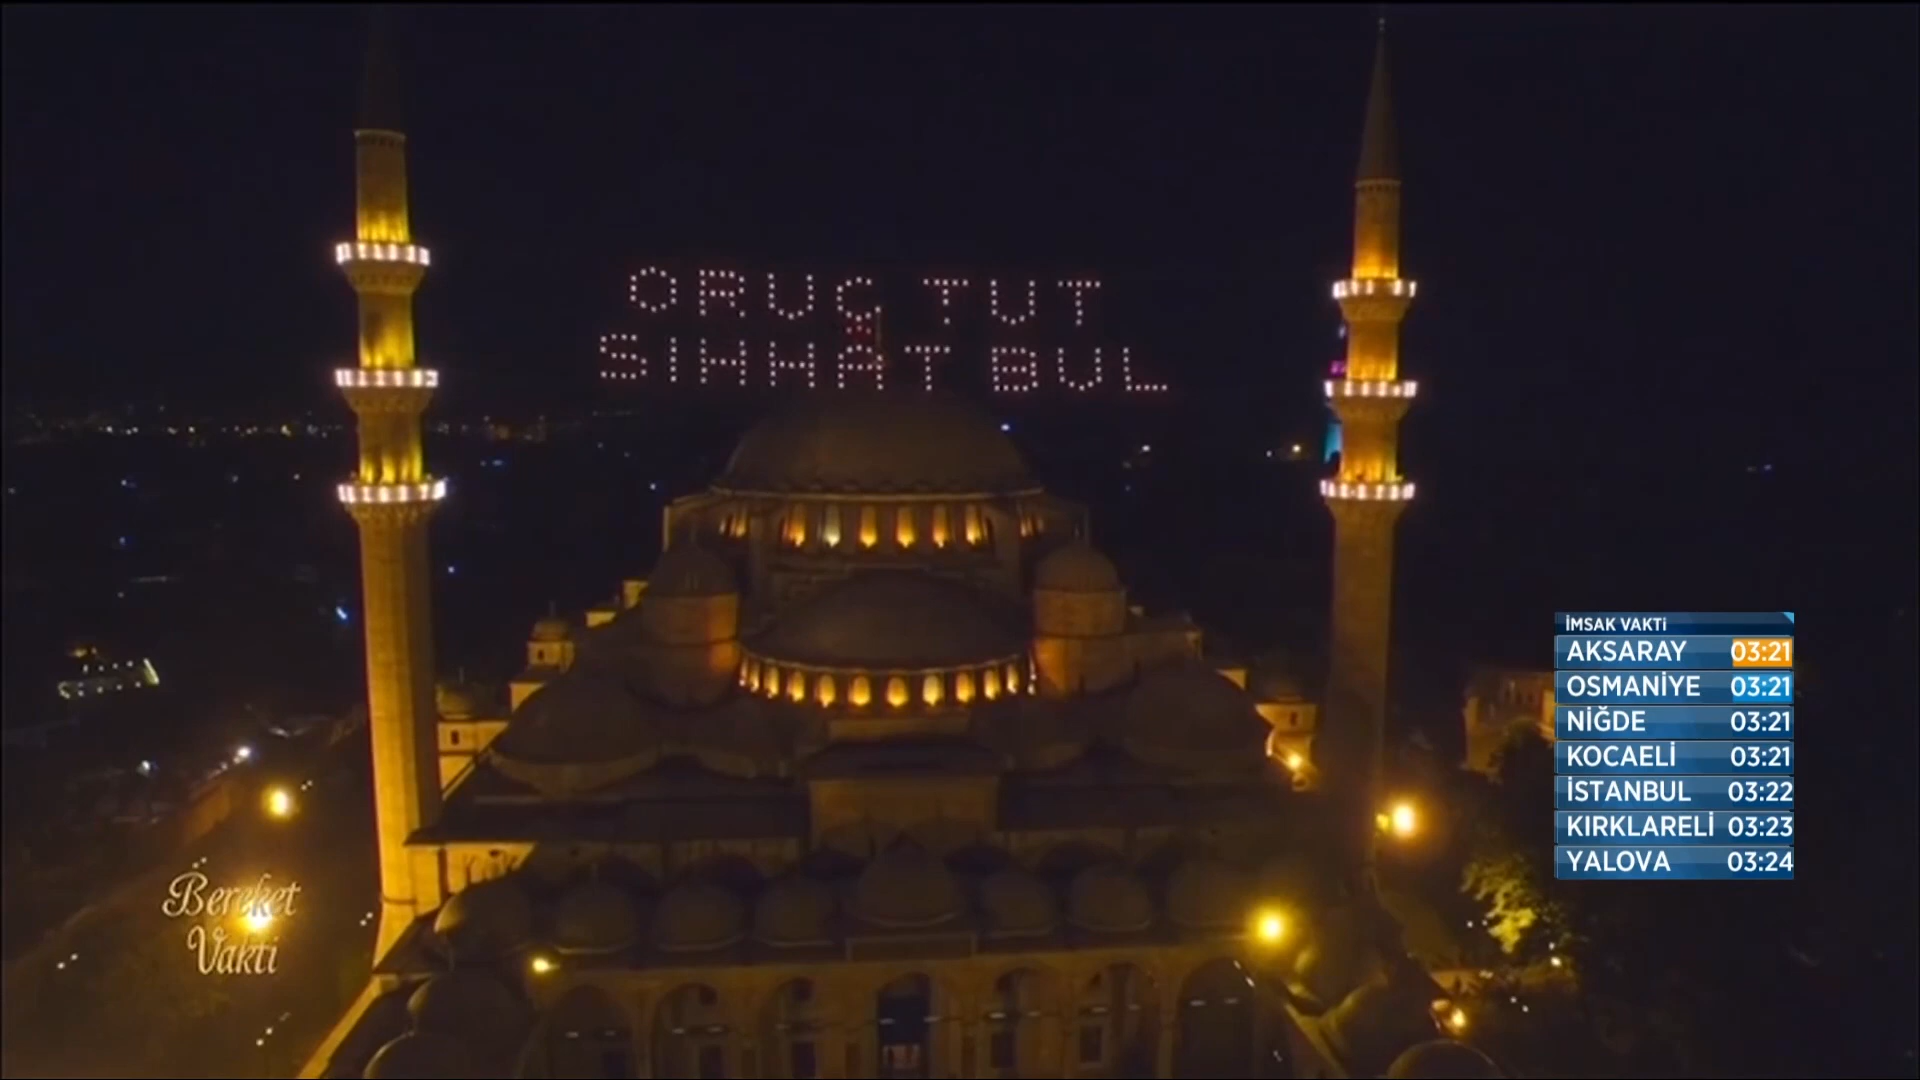 ORUÇ TUT
SIHHAT BUL
İMSAK VAKTİ
AKSARAY 03:21
OSMANİYE 03:21
NİĞDE 03:21
KOCAELİ 03:21
İSTANBUL 03:22
KIRKLARELİ 03:23
YALOVA 03:24
Bereket
Vakti